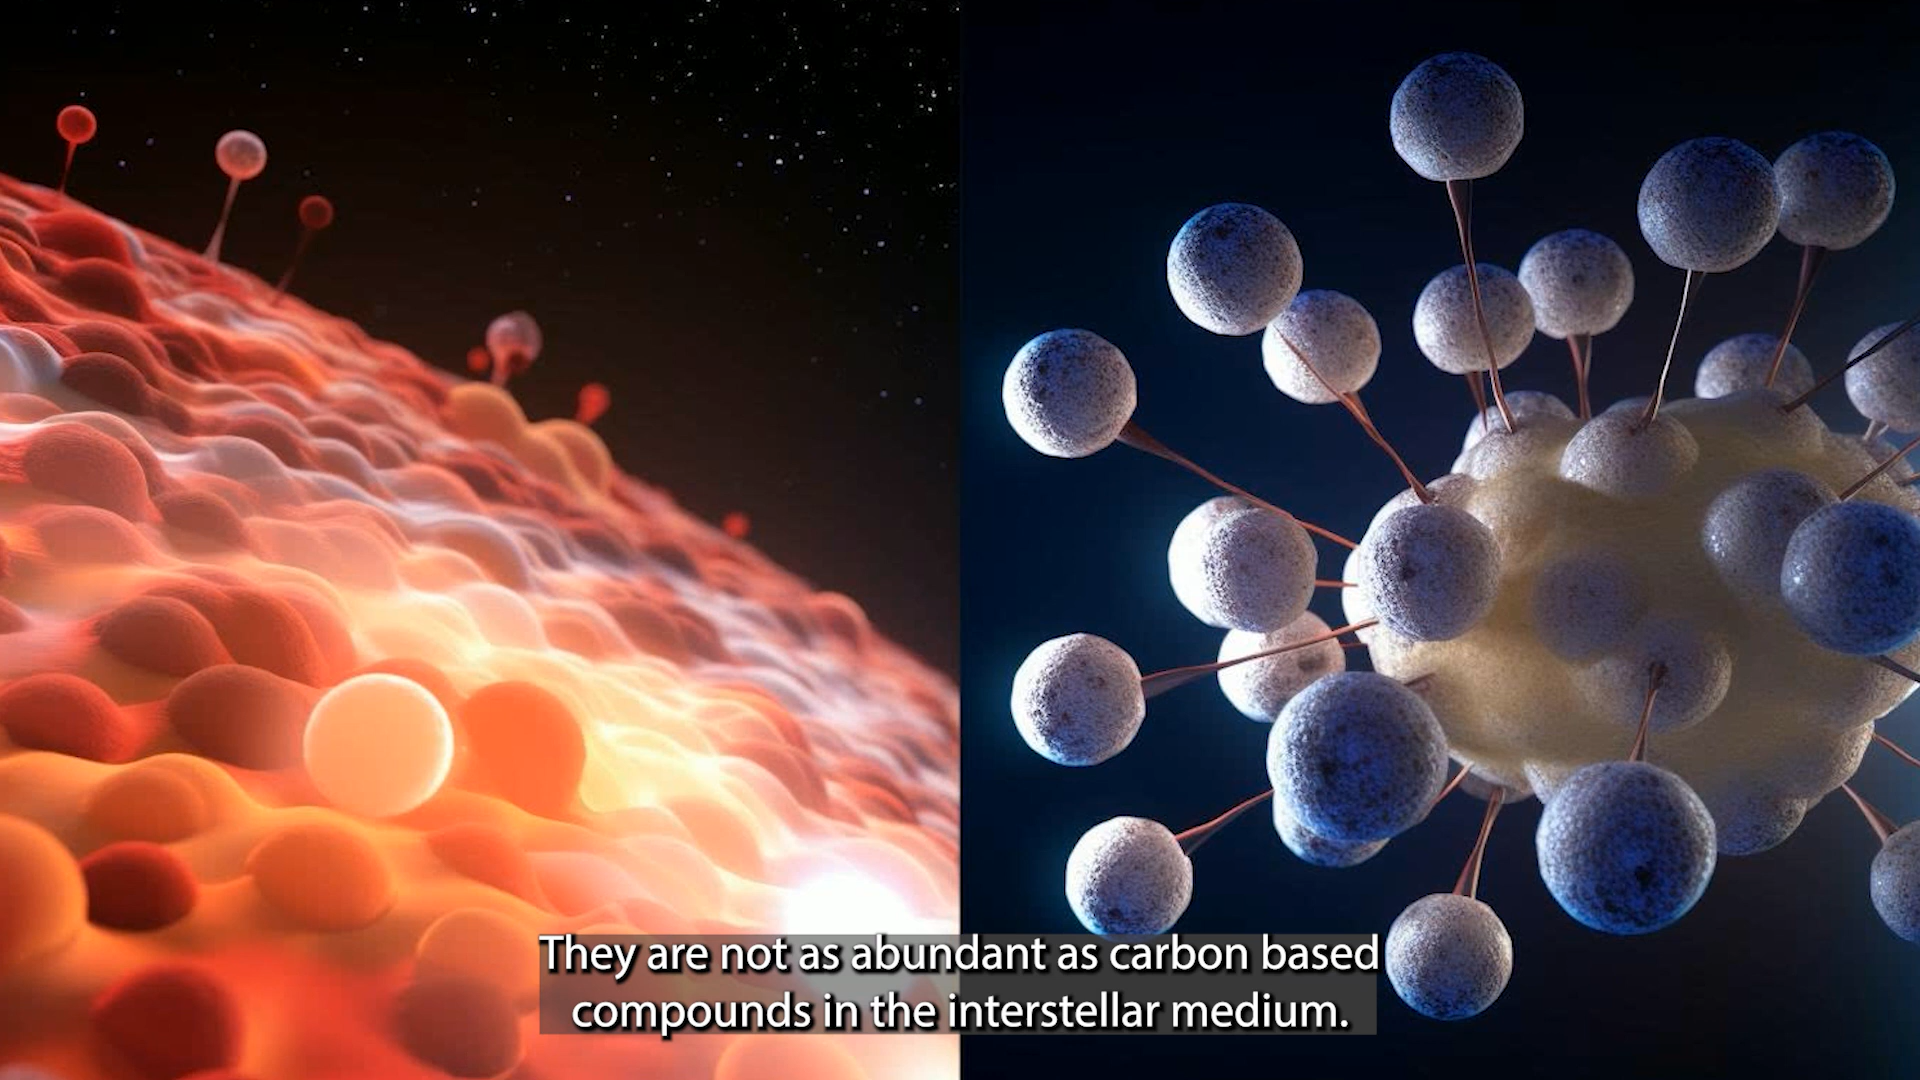 They are not as abundant as carbon based
compounds in the interstellar medium.